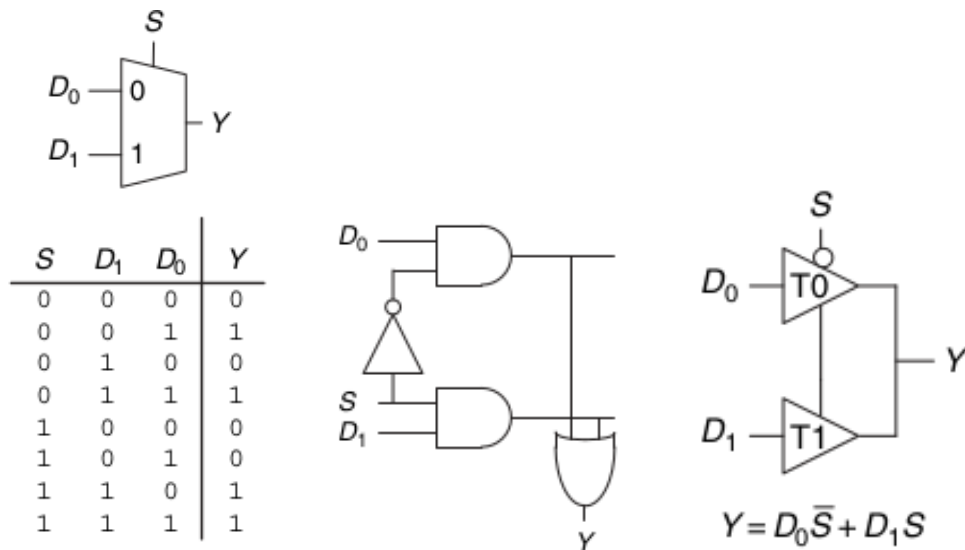 S
D₀ 0
Y
D₁ 1
S D₁ D₀ Y
0 0 0 0
0 0 1 1
0 1 0 0
0 1 1 1
1 0 0 0
1 0 1 0
1 1 0 1
1 1 1 1
D₀
S
D₁
Y
S
D₀ T0
Y
D₁ T1
Y = D₀S̅ + D₁S